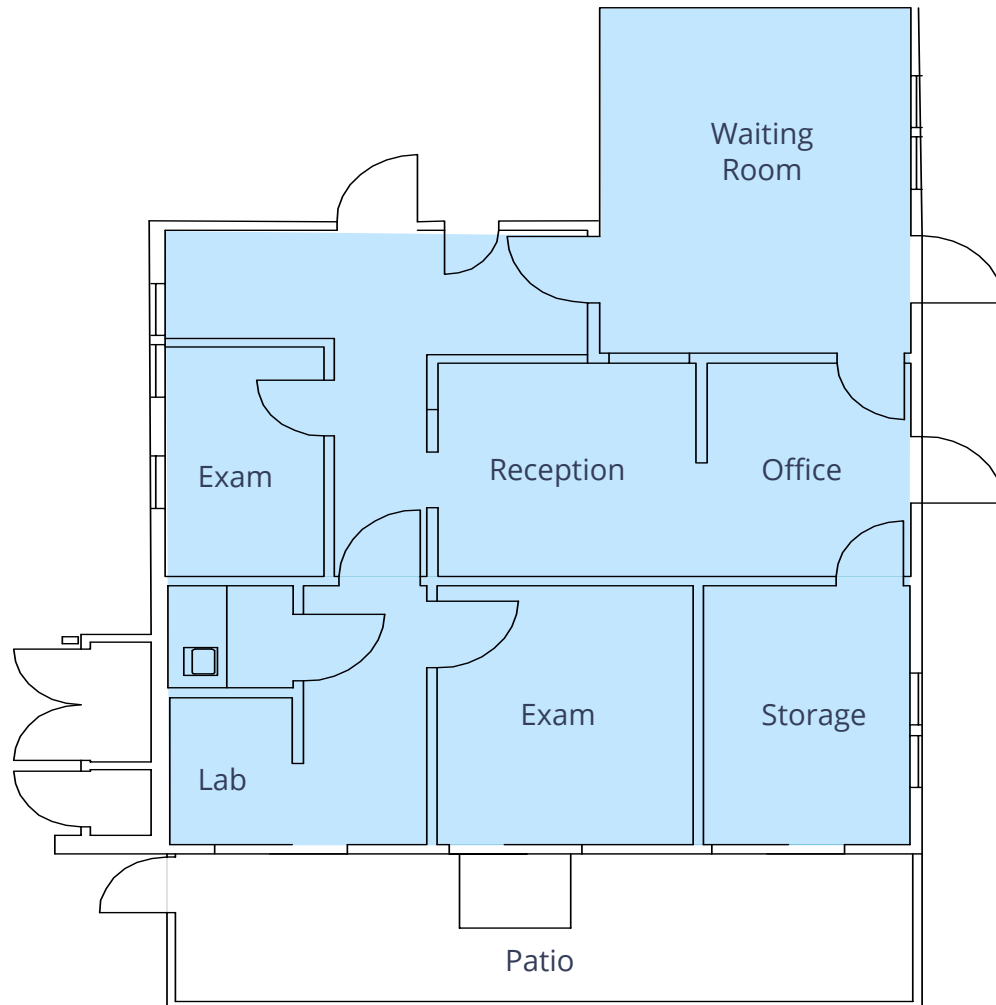 Waiting
Room
Exam
Reception
Office
Exam
Storage
Lab
Patio